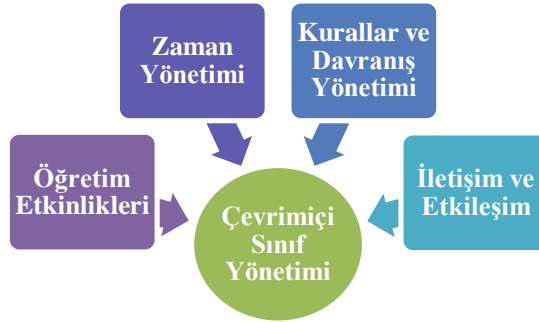 Zaman
Yönetimi
Kurallar ve
Davranış
Yönetimi
Öğretim
Etkinlikleri
Çevrimiçi
Sınıf
Yönetimi
İletişim ve
Etkileşim